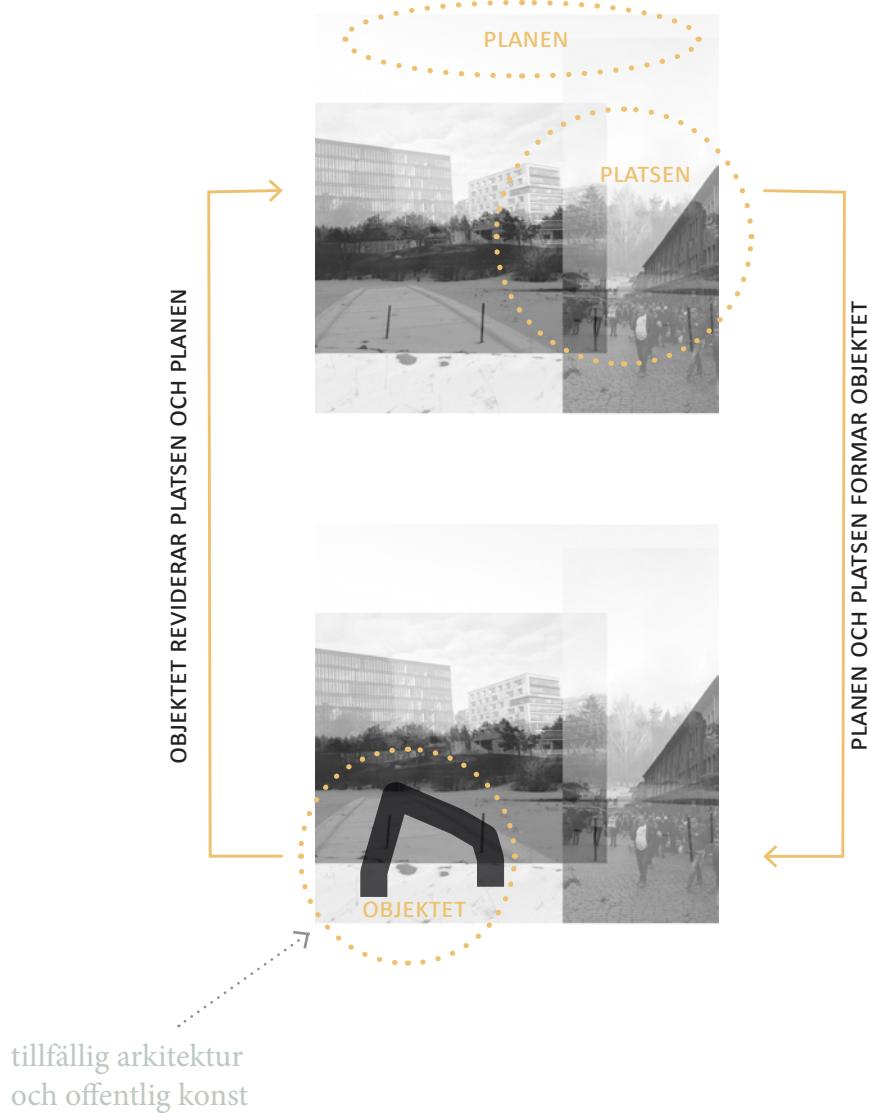 PLANEN
PLATSEN
OBJEKTET REVIDERAR PLATSEN OCH PLANEN
PLANEN OCH PLATSEN FORMAR OBJEKTET
OBJEKTET
tillfällig arkitektur
och offentlig konst